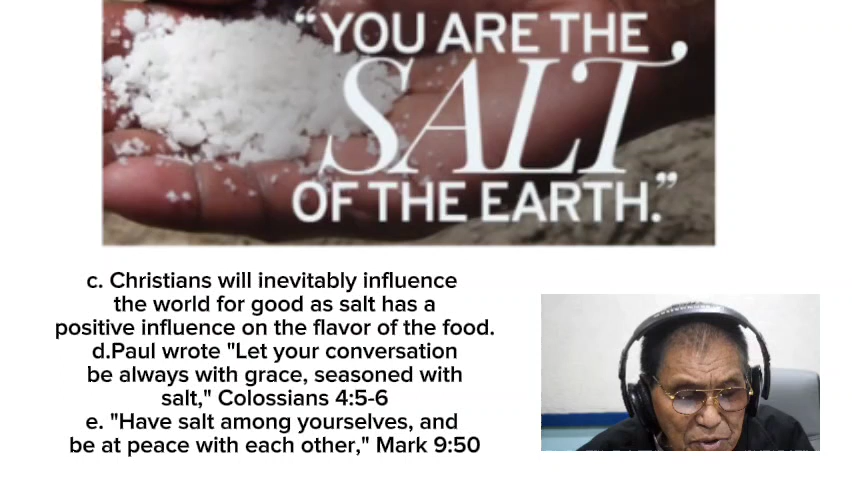 “YOU ARE THE
SALT
OF THE EARTH.”
c. Christians will inevitably influence
the world for good as salt has a
positive influence on the flavor of the food.
d.Paul wrote "Let your conversation
be always with grace, seasoned with
salt," Colossians 4:5-6
e. "Have salt among yourselves, and
be at peace with each other," Mark 9:50